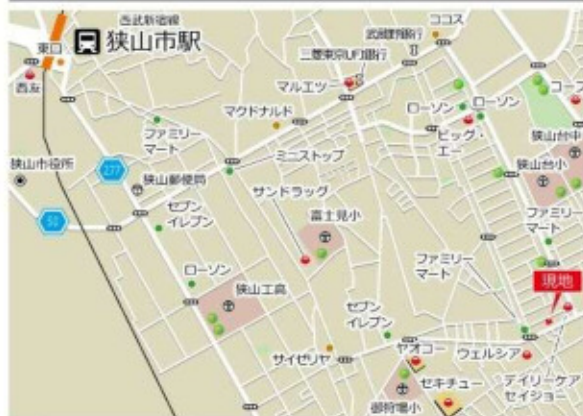 西武新宿線
東口
狭山市駅
西友
ココス
武蔵野銀行
三菱東京UFJ銀行
マルエツ
マクドナルド
ローソン
ローソン
コープ
ファミリー
マート
ビッグ・
エー
狭山台中
狭山台小
狭山市役所
277
狭山郵便局
ミニストップ
サンドラッグ
50
セブン
イレブン
富士見小
ファミリー
マート
ローソン
狭山工高
ファミリー
マート
現地
セブン
イレブン
サイゼリヤ
ヤオコー
ウェルシア
デイリーケア
セイジョー
セキチュー
御狩場小